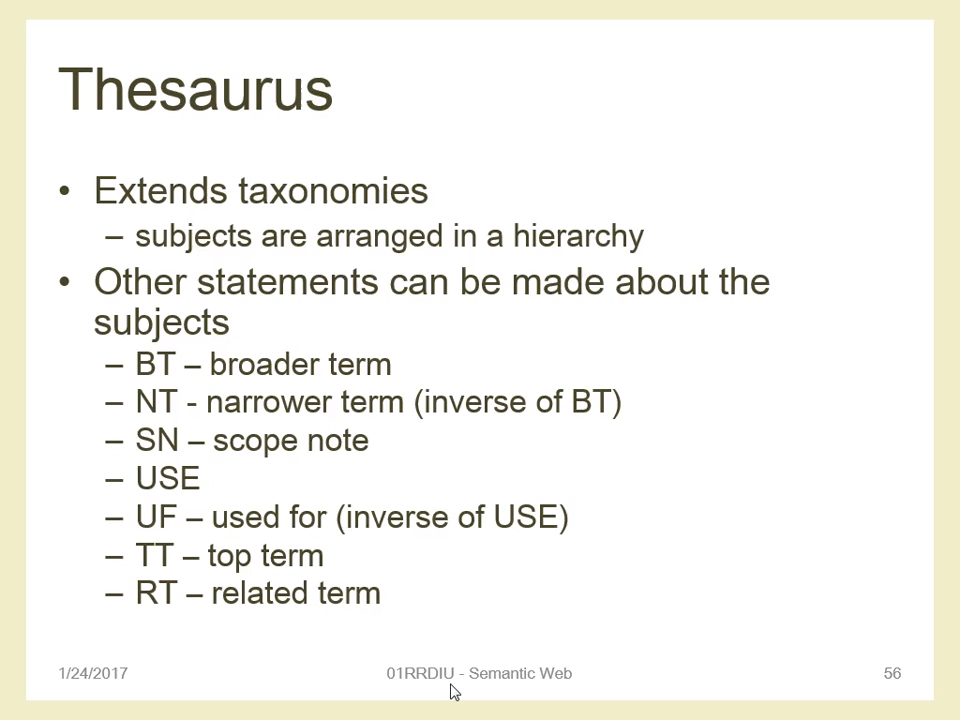 Thesaurus
• Extends taxonomies
– subjects are arranged in a hierarchy
• Other statements can be made about the
subjects
– BT – broader term
– NT - narrower term (inverse of BT)
– SN – scope note
– USE
– UF – used for (inverse of USE)
– TT – top term
– RT – related term
1/24/2017 01RRDIU - Semantic Web 56